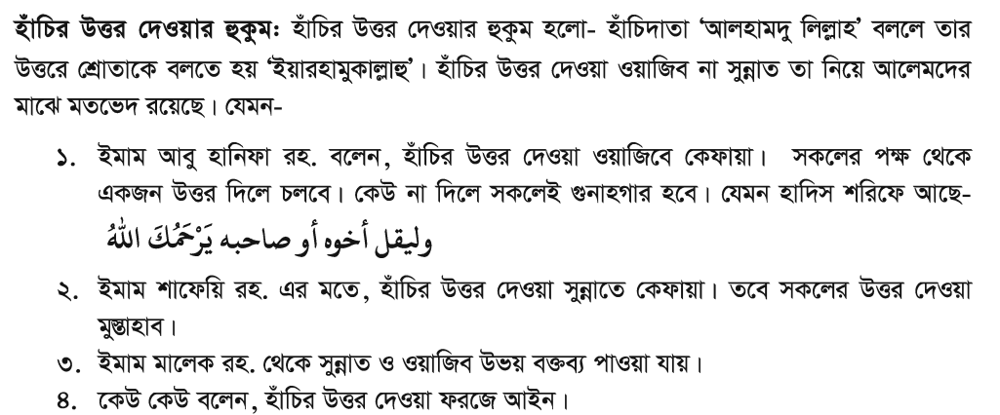 হাঁচির উত্তর দেওয়ার হুকুম: হাঁচির উত্তর দেওয়ার হুকুম হলো- হাঁচিদাতা ‘আলহামদু লিল্লাহ’ বললে তার
উত্তরে শ্রোতাকে বলতে হয় ‘ইয়ারহামুকাল্লাহু’। হাঁচির উত্তর দেওয়া ওয়াজিব না সুন্নাত তা নিয়ে আলেমদের
মাঝে মতভেদ রয়েছে। যেমন-
১. ইমাম আবু হানিফা রহ. বলেন, হাঁচির উত্তর দেওয়া ওয়াজিবে কেফায়া। সকলের পক্ষ থেকে
একজন উত্তর দিলে চলবে। কেউ না দিলে সকলেই গুনাহগার হবে। যেমন হাদিস শরিফে আছে-
وليقل أخوه أو صاحبه يَرْحَمُكَ اللهُ
২. ইমাম শাফেয়ি রহ. এর মতে, হাঁচির উত্তর দেওয়া সুন্নাতে কেফায়া। তবে সকলের উত্তর দেওয়া
মুস্তাহাব।
৩. ইমাম মালেক রহ. থেকে সুন্নাত ও ওয়াজিব উভয় বক্তব্য পাওয়া যায়।
৪. কেউ কেউ বলেন, হাঁচির উত্তর দেওয়া ফরজে আইন।